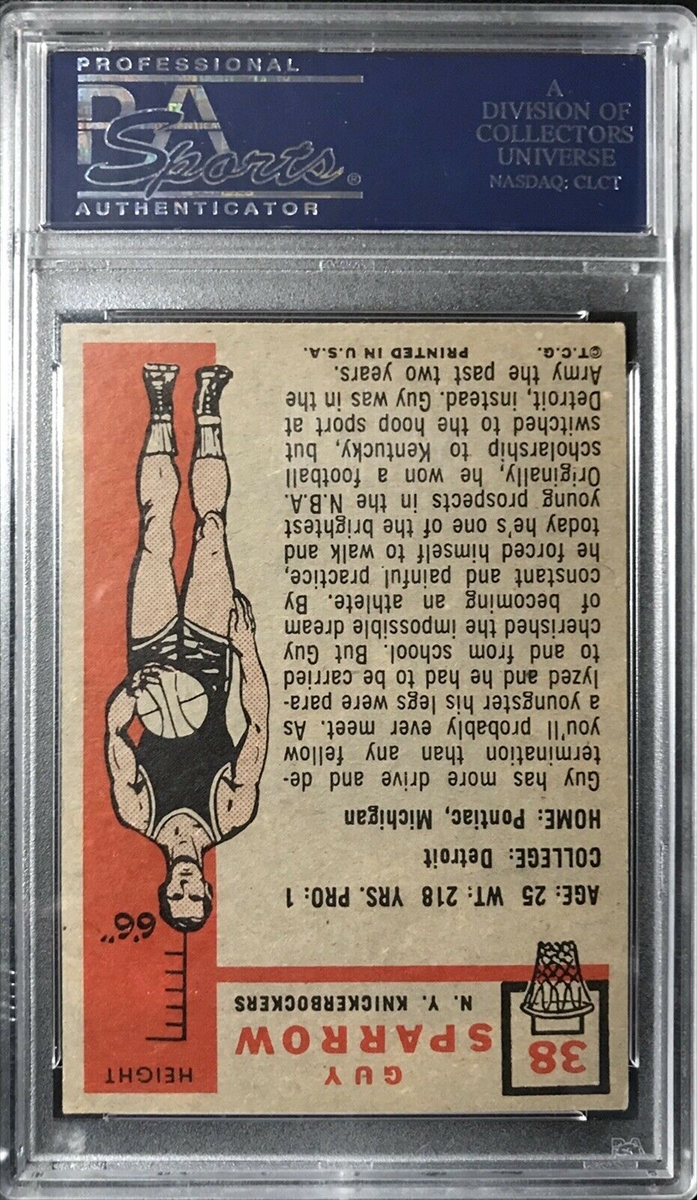 PROFESSIONAL
PSA
Sports®
AUTHENTICATOR
A
DIVISION OF
COLLECTORS
UNIVERSE
NASDAQ: CLCT
38
GUY
SPARROW
N. Y. KNICKERBOCKERS
HEIGHT
6'6"
AGE: 25 WT: 218 YRS. PRO: 1
COLLEGE: Detroit
HOME: Pontiac, Michigan
Guy has more drive and de-
termination than any fellow
you'll probably ever meet. As
a youngster his legs were para-
lyzed and he had to be carried
to and from school. But Guy
cherished the impossible dream
of becoming an athlete. By
constant and painful practice,
he forced himself to walk and
today he's one of the brightest
young prospects in the N.B.A.
Originally, he won a football
scholarship to Kentucky, but
switched to the hoop sport at
Detroit, instead. Guy was in the
Army the past two years.
©T.C.G. PRINTED IN U.S.A.
PSA